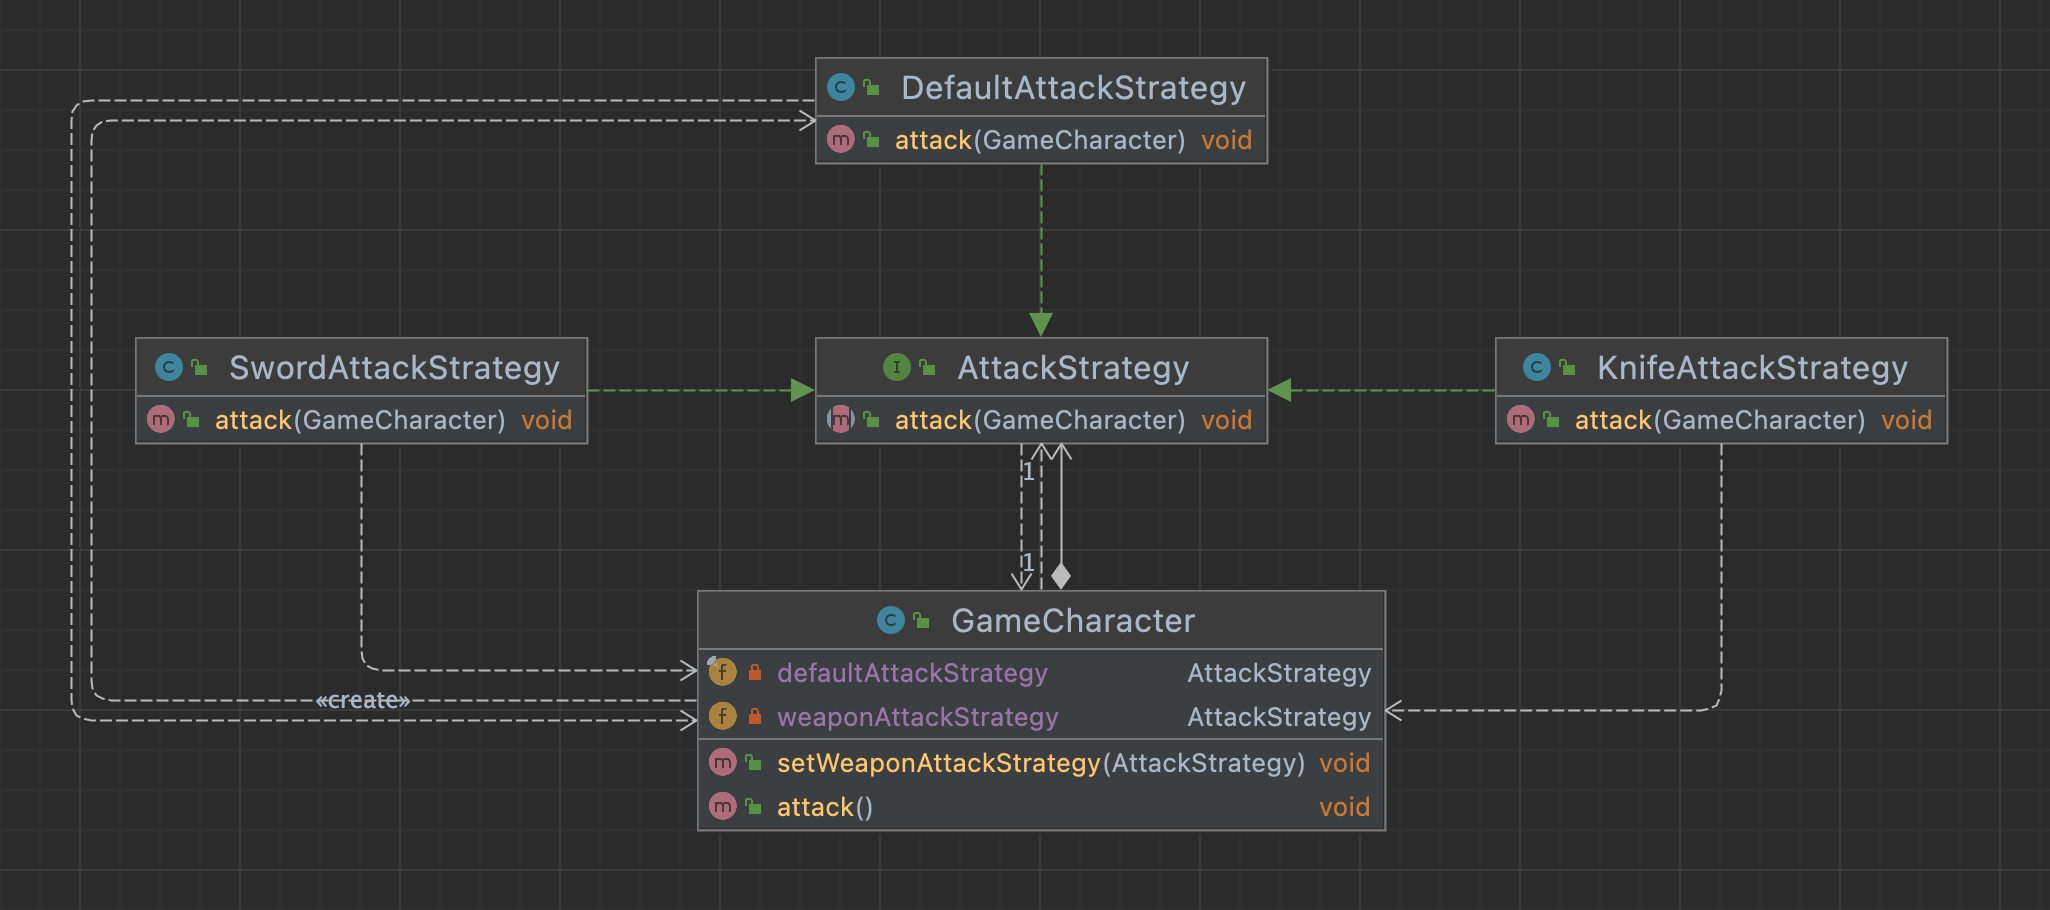 DefaultAttackStrategy
attack(GameCharacter) void
SwordAttackStrategy
attack(GameCharacter) void
AttackStrategy
attack(GameCharacter) void
KnifeAttackStrategy
attack(GameCharacter) void
1
1
«create»
GameCharacter
defaultAttackStrategy AttackStrategy
weaponAttackStrategy AttackStrategy
setWeaponAttackStrategy(AttackStrategy) void
attack() void